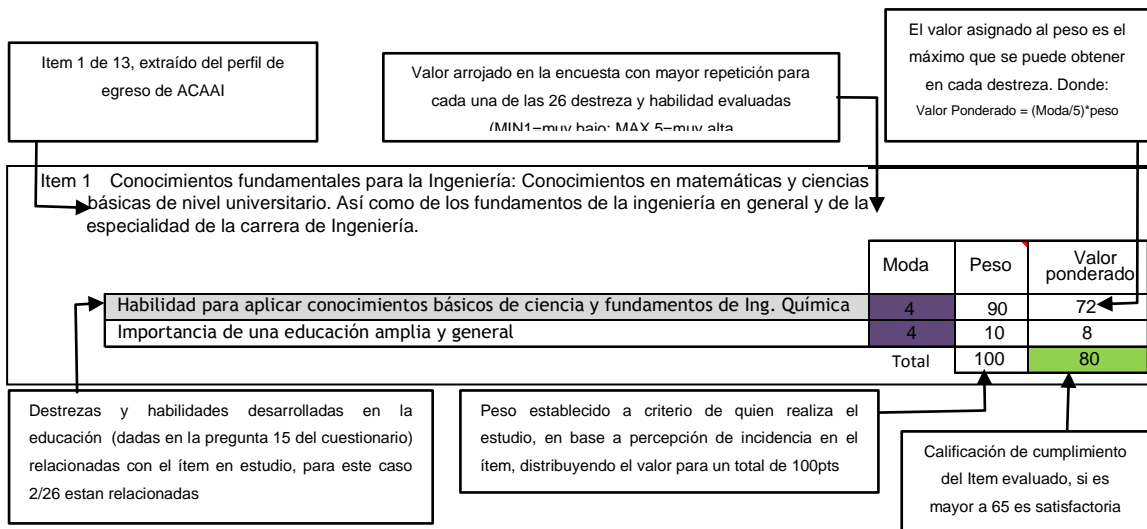 Item 1 de 13, extraído del perfil de
egreso de ACAAI
Valor arrojado en la encuesta con mayor repetición para
cada una de las 26 destreza y habilidad evaluadas
(MIN1=muy bajo; MAX 5=muy alta
El valor asignado al peso es el
máximo que se puede obtener
en cada destreza. Donde:
Valor Ponderado = (Moda/5)*peso
Item 1 Conocimientos fundamentales para la Ingeniería: Conocimientos en matemáticas y ciencias
básicas de nivel universitario. Así como de los fundamentos de la ingeniería en general y de la
especialidad de la carrera de Ingeniería.
Moda Peso Valor
ponderado
Habilidad para aplicar conocimientos básicos de ciencia y fundamentos de Ing. Química 4 90 72
Importancia de una educación amplia y general 4 10 8
Total 100 80
Destrezas y habilidades desarrolladas en la
educación (dadas en la pregunta 15 del cuestionario)
relacionadas con el ítem en estudio, para este caso
2/26 estan relacionadas
Peso establecido a criterio de quien realiza el
estudio, en base a percepción de incidencia en el
ítem, distribuyendo el valor para un total de 100pts
Calificación de cumplimiento
del Item evaluado, si es
mayor a 65 es satisfactoria